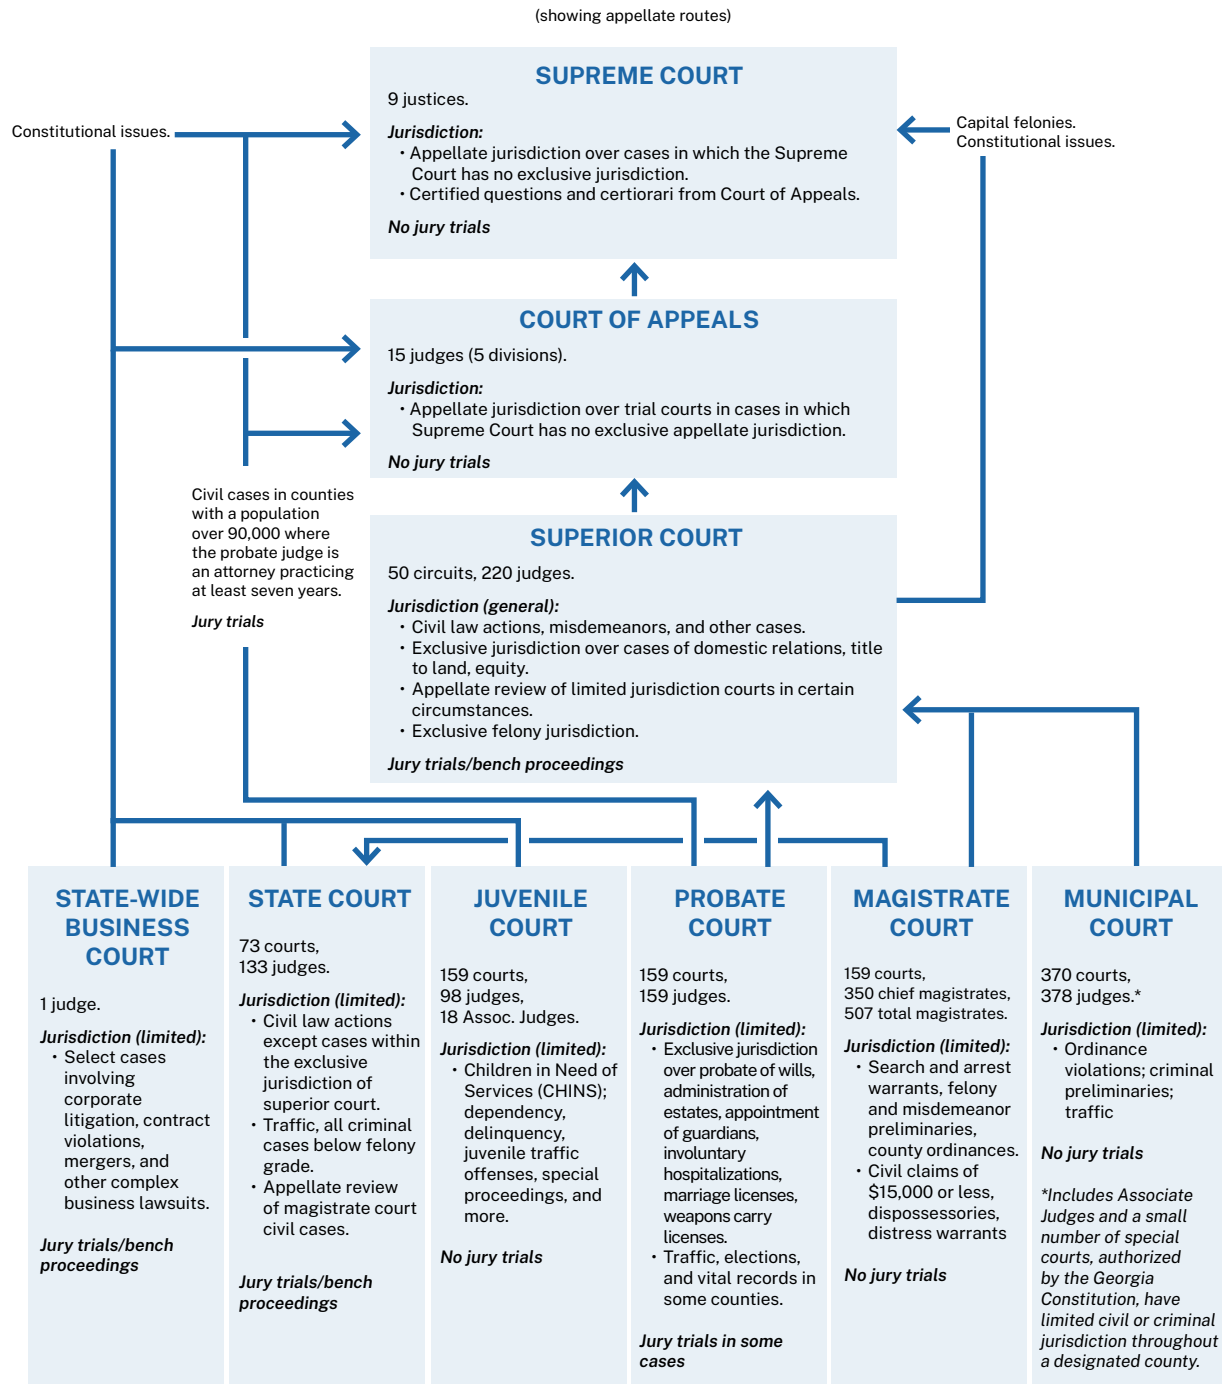 (showing appellate routes)
SUPREME COURT
9 justices.
Jurisdiction:
• Appellate jurisdiction over cases in which the Supreme
Court has no exclusive jurisdiction.
• Certified questions and certiorari from Court of Appeals.
No jury trials
Constitutional issues.
Capital felonies.
Constitutional issues.
COURT OF APPEALS
15 judges (5 divisions).
Jurisdiction:
• Appellate jurisdiction over trial courts in cases in which
Supreme Court has no exclusive appellate jurisdiction.
No jury trials
Civil cases in counties
with a population
over 90,000 where
the probate judge is
an attorney practicing
at least seven years.
Jury trials
SUPERIOR COURT
50 circuits, 220 judges.
Jurisdiction (general):
• Civil law actions, misdemeanors, and other cases.
• Exclusive jurisdiction over cases of domestic relations, title
to land, equity.
• Appellate review of limited jurisdiction courts in certain
circumstances.
• Exclusive felony jurisdiction.
Jury trials/bench proceedings
STATE-WIDE
BUSINESS
COURT
1 judge.
Jurisdiction (limited):
• Select cases
involving
corporate
litigation, contract
violations,
mergers, and
other complex
business lawsuits.
Jury trials/bench
proceedings
STATE COURT
73 courts,
133 judges.
Jurisdiction (limited):
• Civil law actions
except cases within
the exclusive
jurisdiction of
superior court.
• Traffic, all criminal
cases below felony
grade.
• Appellate review
of magistrate court
civil cases.
Jury trials/bench
proceedings
JUVENILE
COURT
159 courts,
98 judges,
18 Assoc. Judges.
Jurisdiction (limited):
• Children in Need of
Services (CHINS);
dependency,
delinquency,
juvenile traffic
offenses, special
proceedings, and
more.
No jury trials
PROBATE
COURT
159 courts,
159 judges.
Jurisdiction (limited):
• Exclusive jurisdiction
over probate of wills,
administration of
estates, appointment
of guardians,
involuntary
hospitalizations,
marriage licenses,
weapons carry
licenses.
• Traffic, elections,
and vital records in
some counties.
Jury trials in some
cases
MAGISTRATE
COURT
159 courts,
350 chief magistrates,
507 total magistrates.
Jurisdiction (limited):
• Search and arrest
warrants, felony
and misdemeanor
preliminaries,
county ordinances.
• Civil claims of
$15,000 or less,
dispossessories,
distress warrants
No jury trials
MUNICIPAL
COURT
370 courts,
378 judges.*
Jurisdiction (limited):
• Ordinance
violations; criminal
preliminaries;
traffic
No jury trials
*Includes Associate
Judges and a small
number of special
courts, authorized
by the Georgia
Constitution, have
limited civil or criminal
jurisdiction throughout
a designated county.